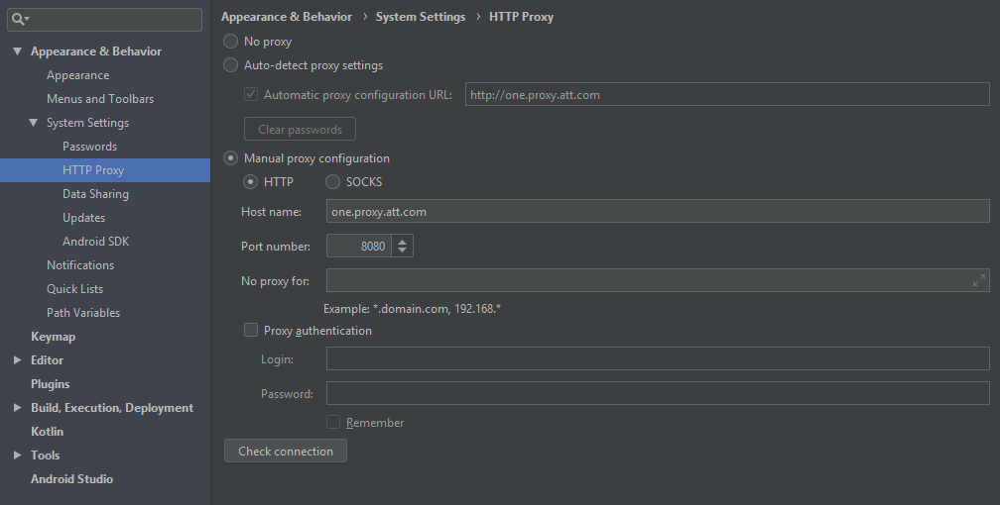 Appearance & Behavior
Appearance
Menus and Toolbars
System Settings
Passwords
HTTP Proxy
Data Sharing
Updates
Android SDK
Notifications
Quick Lists
Path Variables
Keymap
Editor
Plugins
Build, Execution, Deployment
Kotlin
Tools
Android Studio
Appearance & Behavior › System Settings › HTTP Proxy
No proxy
Auto-detect proxy settings
Automatic proxy configuration URL: http://one.proxy.att.com
Clear passwords
Manual proxy configuration
HTTP SOCKS
Host name: one.proxy.att.com
Port number: 8080
No proxy for:
Example: *.domain.com, 192.168.*
Proxy authentication
Login:
Password:
Remember
Check connection